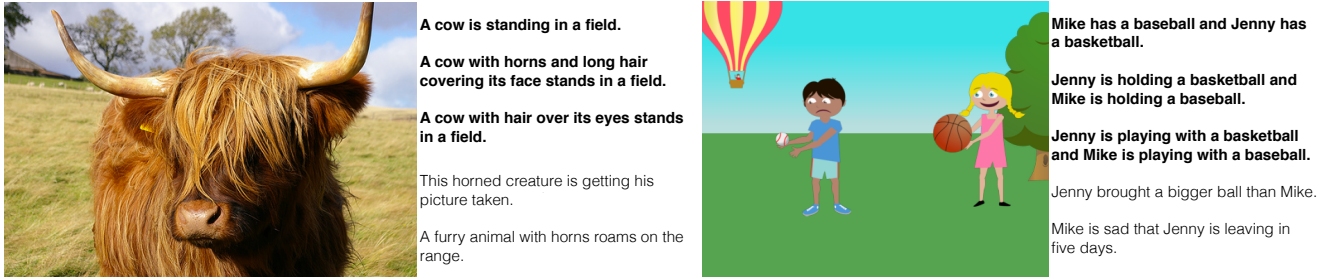 A cow is standing in a field.
A cow with horns and long hair
covering its face stands in a field.
A cow with hair over its eyes stands
in a field.
This horned creature is getting his
picture taken.
A furry animal with horns roams on the
range.
Mike has a baseball and Jenny has
a basketball.
Jenny is holding a basketball and
Mike is holding a baseball.
Jenny is playing with a basketball
and Mike is playing with a baseball.
Jenny brought a bigger ball than Mike.
Mike is sad that Jenny is leaving in
five days.